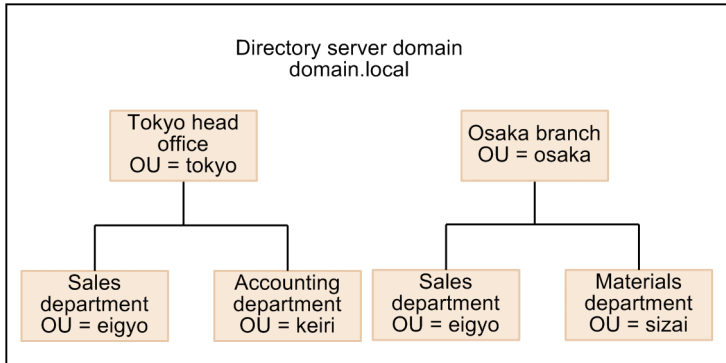 Directory server domain
domain.local
Tokyo head
office
OU = tokyo
Osaka branch
OU = osaka
Sales
department
OU = eigyo
Accounting
department
OU = keiri
Sales
department
OU = eigyo
Materials
department
OU = sizai